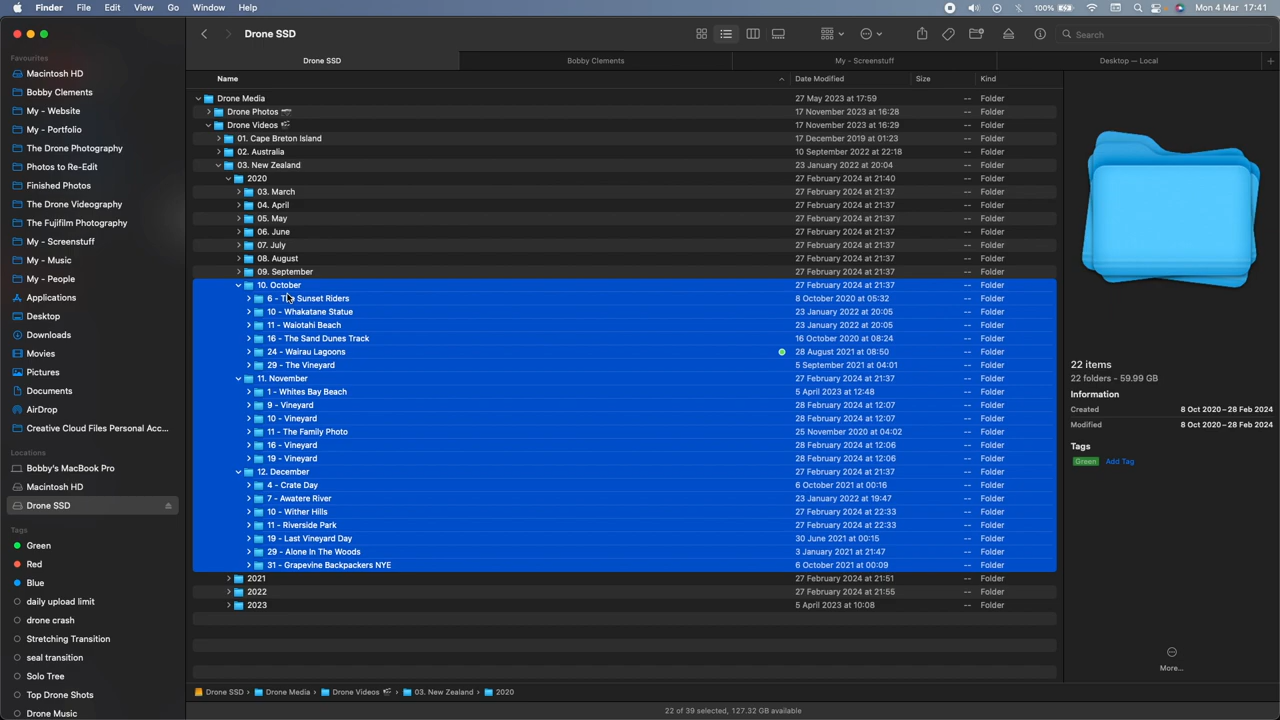 Finder File Edit View Go Window Help 100% Mon 4 Mar 17:41
Drone SSD Search
Drone SSD Bobby Clements My - Screenstuff Desktop — Local
Favourites
Macintosh HD
Bobby Clements
My - Website
My - Portfolio
The Drone Photography
Photos to Re-Edit
Finished Photos
The Drone Videography
The Fujifilm Photography
My - Screenstuff
My - Music
My - People
Applications
Desktop
Downloads
Movies
Pictures
Documents
AirDrop
Creative Cloud Files Personal Acc...
Locations
Bobby's MacBook Pro
Macintosh HD
Drone SSD
Tags
Green
Red
Blue
daily upload limit
drone crash
Stretching Transition
seal transition
Solo Tree
Top Drone Shots
Drone Music
Name Date Modified Size Kind
Drone Media 27 May 2023 at 17:59 -- Folder
Drone Photos 17 November 2023 at 16:28 -- Folder
Drone Videos 17 November 2023 at 16:29 -- Folder
01. Cape Breton Island 17 December 2019 at 01:23 -- Folder
02. Australia 10 September 2022 at 22:18 -- Folder
03. New Zealand 23 January 2022 at 20:04 -- Folder
2020 27 February 2024 at 21:40 -- Folder
03. March 27 February 2024 at 21:37 -- Folder
04. April 27 February 2024 at 21:37 -- Folder
05. May 27 February 2024 at 21:37 -- Folder
06. June 27 February 2024 at 21:37 -- Folder
07. July 27 February 2024 at 21:37 -- Folder
08. August 27 February 2024 at 21:37 -- Folder
09. September 27 February 2024 at 21:37 -- Folder
10. October 27 February 2024 at 21:37 -- Folder
6 - The Sunset Riders 8 October 2020 at 05:32 -- Folder
10 - Whakatane Statue 23 January 2022 at 20:05 -- Folder
11 - Waiotahi Beach 23 January 2022 at 20:05 -- Folder
16 - The Sand Dunes Track 16 October 2020 at 08:24 -- Folder
24 - Wairau Lagoons 28 August 2021 at 08:50 -- Folder
29 - The Vineyard 5 September 2021 at 04:01 -- Folder
11. November 27 February 2024 at 21:37 -- Folder
1 - Whites Bay Beach 5 April 2023 at 12:48 -- Folder
9 - Vineyard 28 February 2024 at 12:07 -- Folder
10 - Vineyard 28 February 2024 at 12:07 -- Folder
11 - The Family Photo 25 November 2020 at 04:02 -- Folder
16 - Vineyard 28 February 2024 at 12:06 -- Folder
19 - Vineyard 28 February 2024 at 12:06 -- Folder
12. December 27 February 2024 at 21:37 -- Folder
4 - Crate Day 6 October 2021 at 00:16 -- Folder
7 - Awatere River 23 January 2022 at 19:47 -- Folder
10 - Wither Hills 27 February 2024 at 22:33 -- Folder
11 - Riverside Park 27 February 2024 at 22:33 -- Folder
19 - Last Vineyard Day 30 June 2021 at 00:15 -- Folder
29 - Alone In The Woods 3 January 2021 at 21:47 -- Folder
31 - Grapevine Backpackers NYE 6 October 2021 at 00:09 -- Folder
2021 27 February 2024 at 21:51 -- Folder
2022 27 February 2024 at 21:55 -- Folder
2023 5 April 2023 at 10:08 -- Folder
22 items
22 folders - 59.99 GB
Information
Created 8 Oct 2020 – 28 Feb 2024
Modified 8 Oct 2020 – 28 Feb 2024
Tags
Green Add Tag
More...
Drone SSD › Drone Media › Drone Videos › 03. New Zealand › 2020
22 of 39 selected, 127.32 GB available